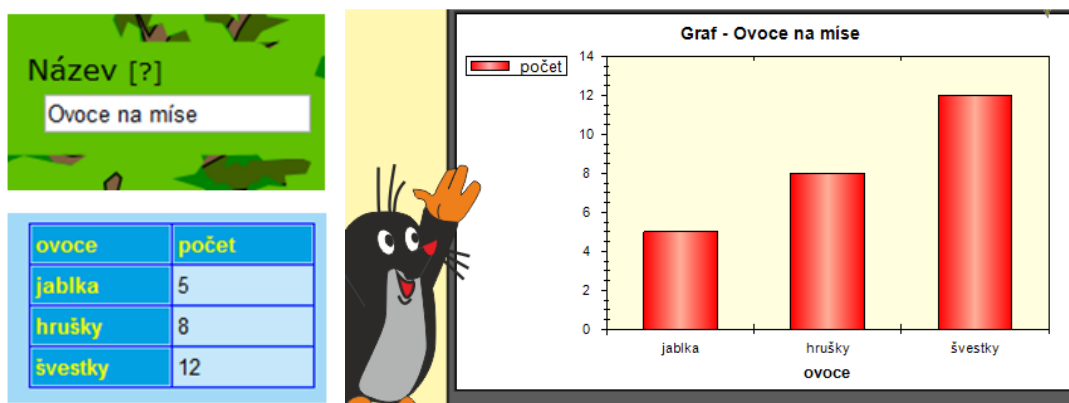 Název [?]
Ovoce na míse
ovoce počet
jablka 5
hrušky 8
švestky 12
Graf - Ovoce na míse
počet
14
12
10
8
6
4
2
0
jablka hrušky švestky
ovoce